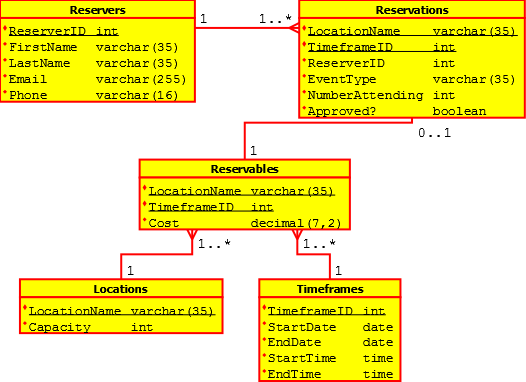 Reservers
ReserverID int
FirstName varchar(35)
LastName varchar(35)
Email varchar(255)
Phone varchar(16)
1
1..*
Reservations
LocationName varchar(35)
TimeframeID int
ReserverID int
EventType varchar(35)
NumberAttending int
Approved? boolean
0..1
1
Reservables
LocationName varchar(35)
TimeframeID int
Cost decimal(7,2)
1..*
1..*
1
1
Locations
LocationName varchar(35)
Capacity int
Timeframes
TimeframeID int
StartDate date
EndDate date
StartTime time
EndTime time